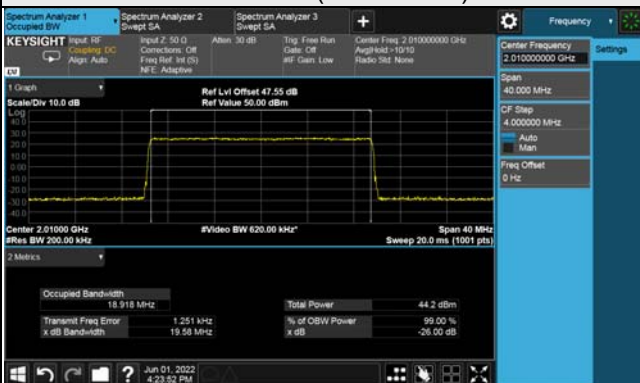 Spectrum Analyzer 1
Occupied BW
Spectrum Analyzer 2
Swept SA
Spectrum Analyzer 3
Swept SA
+
Frequency
KEYSIGHT
Input: RF
Coupling: DC
Align: Auto
Input Z: 50 Ω
Corrections: Off
Freq Ref: Int (S)
NFE: Adaptive
Atten: 30 dB
Trig: Free Run
Gate: Off
#IF Gain: Low
Center Freq: 2.010000000 GHz
Avg|Hold:>10/10
Radio Std: None
LXI
Center Frequency
2.010000000 GHz
Settings
Span
40.000 MHz
CF Step
4.000000 MHz
Auto
Man
Freq Offset
0 Hz
1 Graph
Scale/Div 10.0 dB
Ref Lvl Offset 47.55 dB
Ref Value 50.00 dBm
Log
40.0
30.0
20.0
10.0
0.00
-10.0
-20.0
-30.0
-40.0
Center 2.01000 GHz
#Res BW 200.00 kHz
#Video BW 620.00 kHz*
Span 40 MHz
Sweep 20.0 ms (1001 pts)
2 Metrics
Occupied Bandwidth
18.918 MHz
Total Power 44.2 dBm
Transmit Freq Error 1.251 kHz
% of OBW Power 99.00 %
x dB Bandwidth 19.58 MHz
x dB -26.00 dB
?
Jun 01, 2022
4:23:52 PM